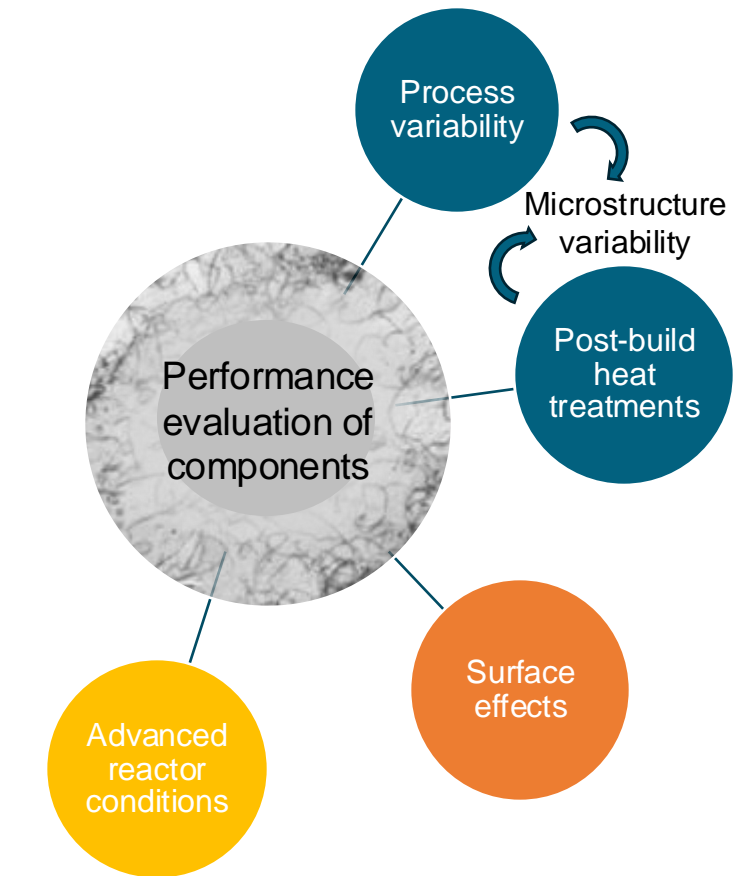 Process
variability
Microstructure
variability
Post-build
heat
treatments
Performance
evaluation of
components
Surface
effects
Advanced
reactor
conditions